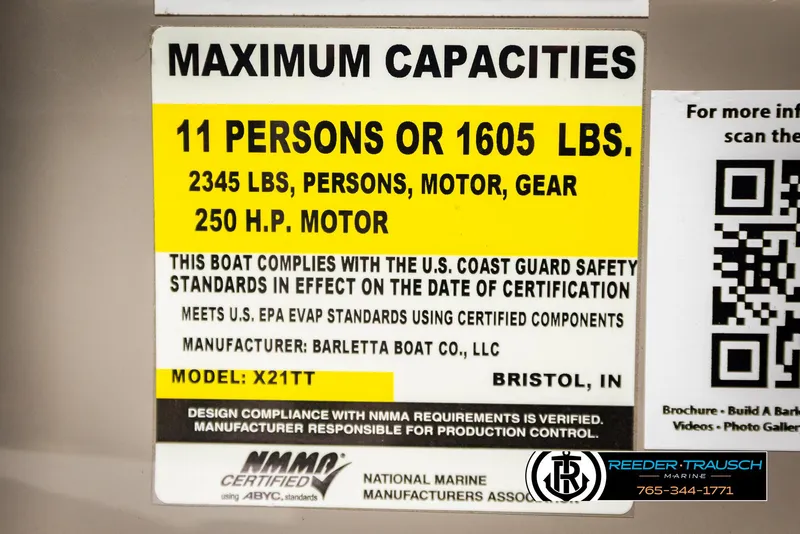 MAXIMUM CAPACITIES
11 PERSONS OR 1605 LBS.
2345 LBS, PERSONS, MOTOR, GEAR
250 H.P. MOTOR
THIS BOAT COMPLIES WITH THE U.S. COAST GUARD SAFETY
STANDARDS IN EFFECT ON THE DATE OF CERTIFICATION
MEETS U.S. EPA EVAP STANDARDS USING CERTIFIED COMPONENTS
MANUFACTURER: BARLETTA BOAT CO., LLC
MODEL: X21TT BRISTOL, IN
DESIGN COMPLIANCE WITH NMMA REQUIREMENTS IS VERIFIED.
MANUFACTURER RESPONSIBLE FOR PRODUCTION CONTROL.
NMMA
CERTIFIED
using ABYC, standards
NATIONAL MARINE
MANUFACTURERS
For more
scan the
Brochure • Build A
Videos • Photo
REEDER·TRAUSCH
MARINE
765-344-1771